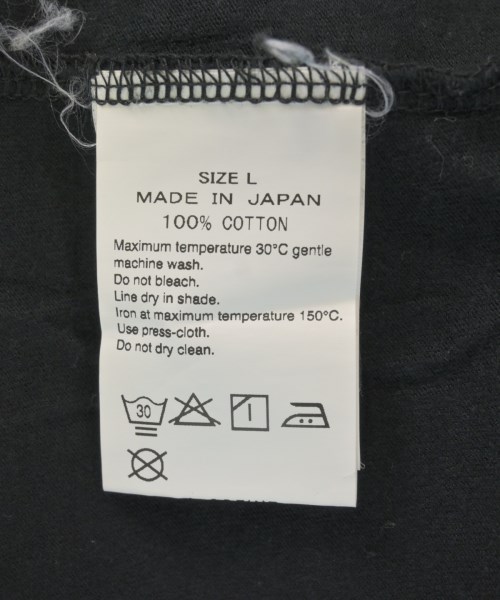 SIZE L
MADE IN JAPAN
100% COTTON
Maximum temperature 30°C gentle
machine wash.
Do not bleach.
Line dry in shade.
Iron at maximum temperature 150°C.
Use press-cloth.
Do not dry clean.
30